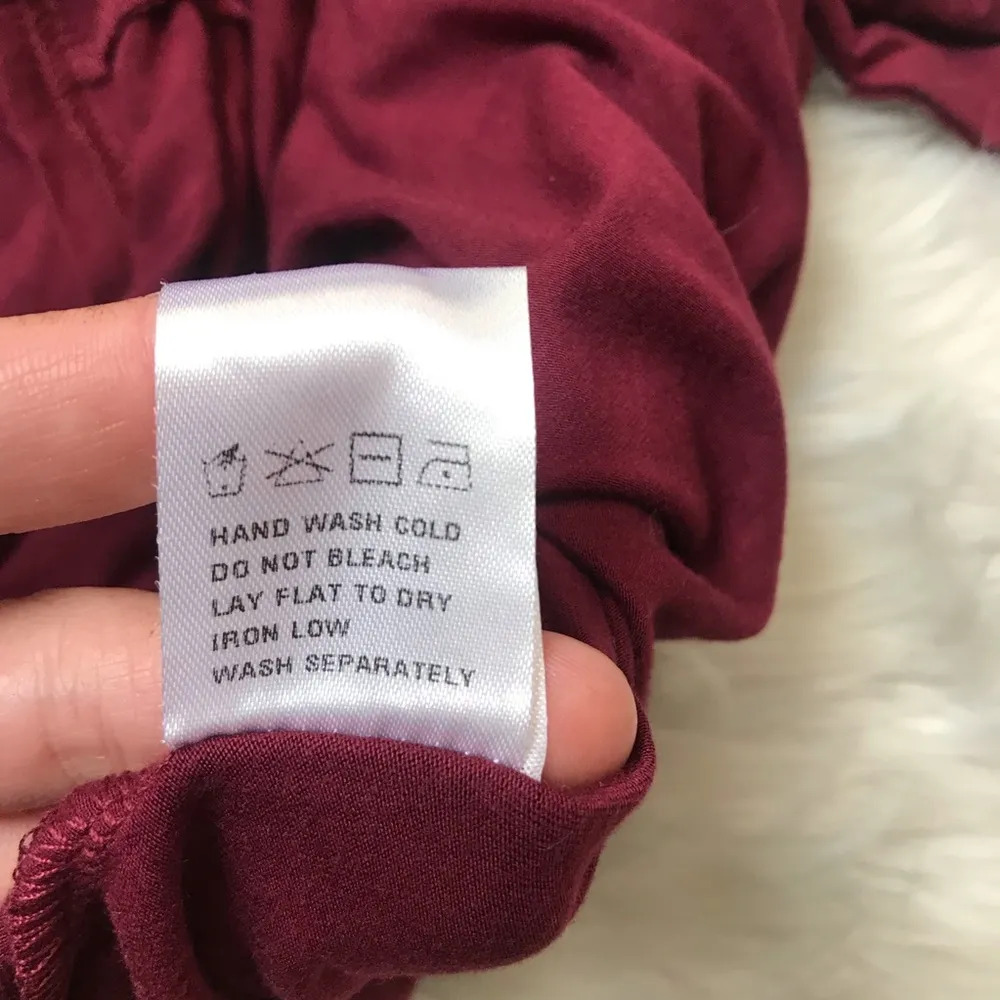 HAND WASH COLD
DO NOT BLEACH
LAY FLAT TO DRY
IRON LOW
WASH SEPARATELY